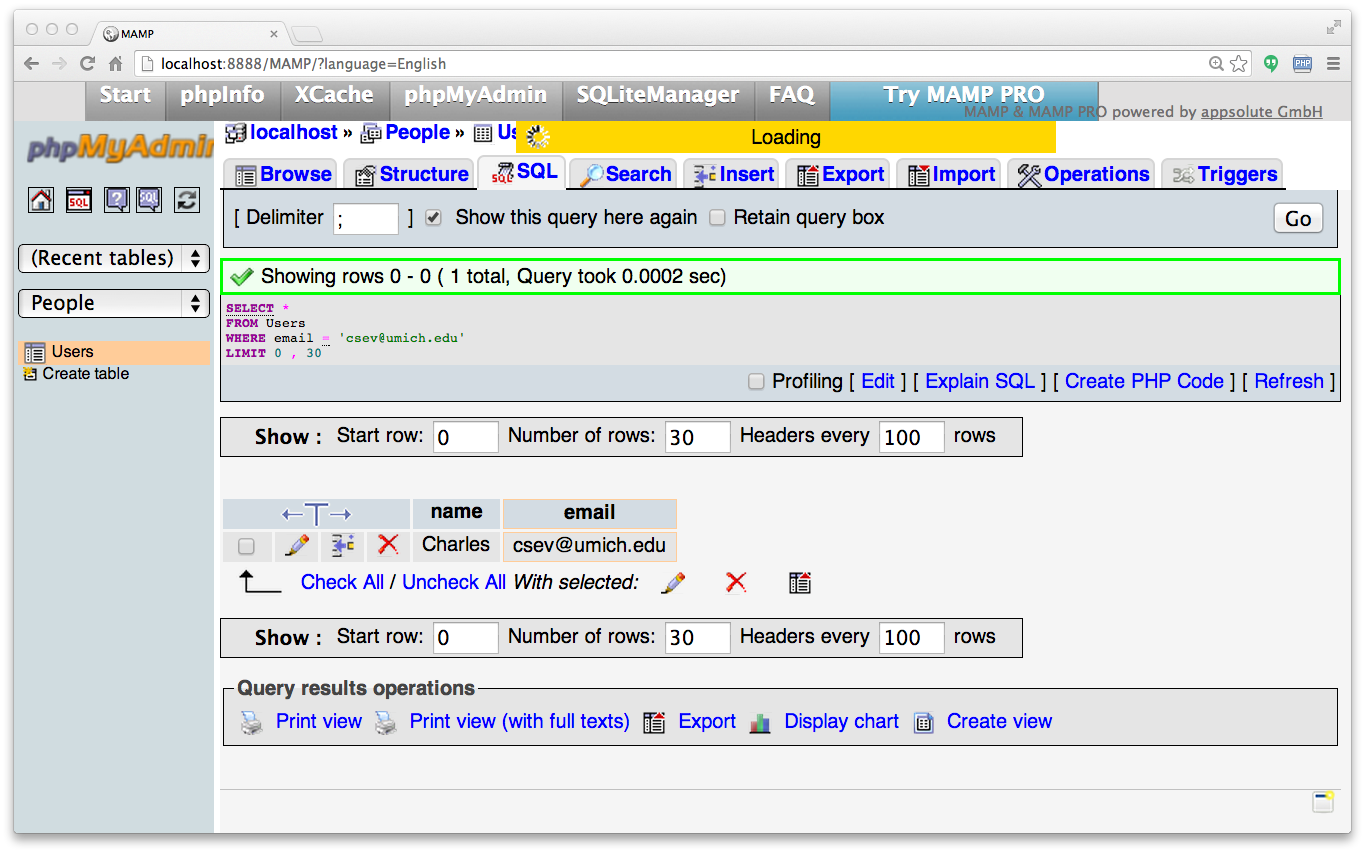 MAMP
localhost:8888/MAMP/?language=English
PHP
Start phpInfo XCache phpMyAdmin SQLiteManager FAQ Try MAMP PRO
MAMP & MAMP PRO powered by appsolute GmbH
phpMyAdmin
localhost » People » Us
Loading
Browse Structure SQL Search Insert Export Import Operations Triggers
[ Delimiter ; ] Show this query here again Retain query box Go
SQL SQL
(Recent tables)
People
Users
Create table
Showing rows 0 - 0 ( 1 total, Query took 0.0002 sec)
SELECT *
FROM Users
WHERE email = 'csev@umich.edu'
LIMIT 0 , 30
Profiling [ Edit ] [ Explain SQL ] [ Create PHP Code ] [ Refresh ]
Show : Start row: 0 Number of rows: 30 Headers every 100 rows
←T→ name email
Charles csev@umich.edu
Check All / Uncheck All With selected:
Show : Start row: 0 Number of rows: 30 Headers every 100 rows
Query results operations
Print view Print view (with full texts) Export Display chart Create view